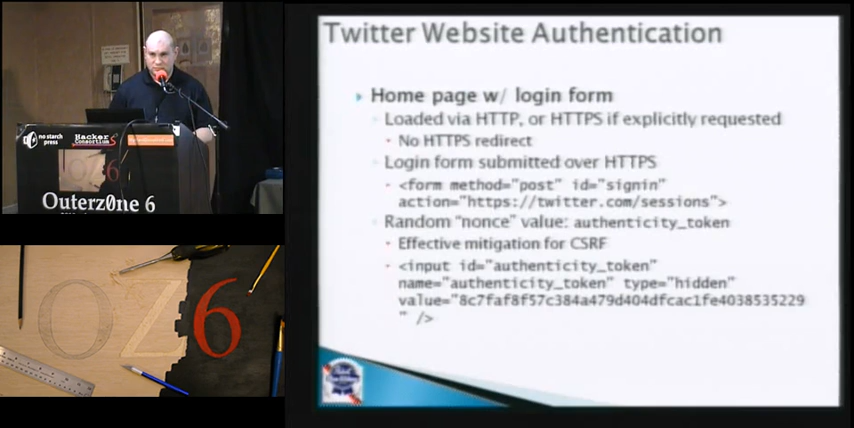 Twitter Website Authentication
Home page w/ login form
Loaded via HTTP, or HTTPS if explicitly requested
No HTTPS redirect
Login form submitted over HTTPS
<form method="post" id="signin"
action="https://twitter.com/sessions">
Random "nonce" value: authenticity_token
Effective mitigation for CSRF
<input id="authenticity_token"
name="authenticity_token" type="hidden"
value="8c7faf8f57c384a479d404dfcac1fe4038535229
" />
no starch
press
Hacker
Consortium
OZ6
Outerz0ne 6
OZ6